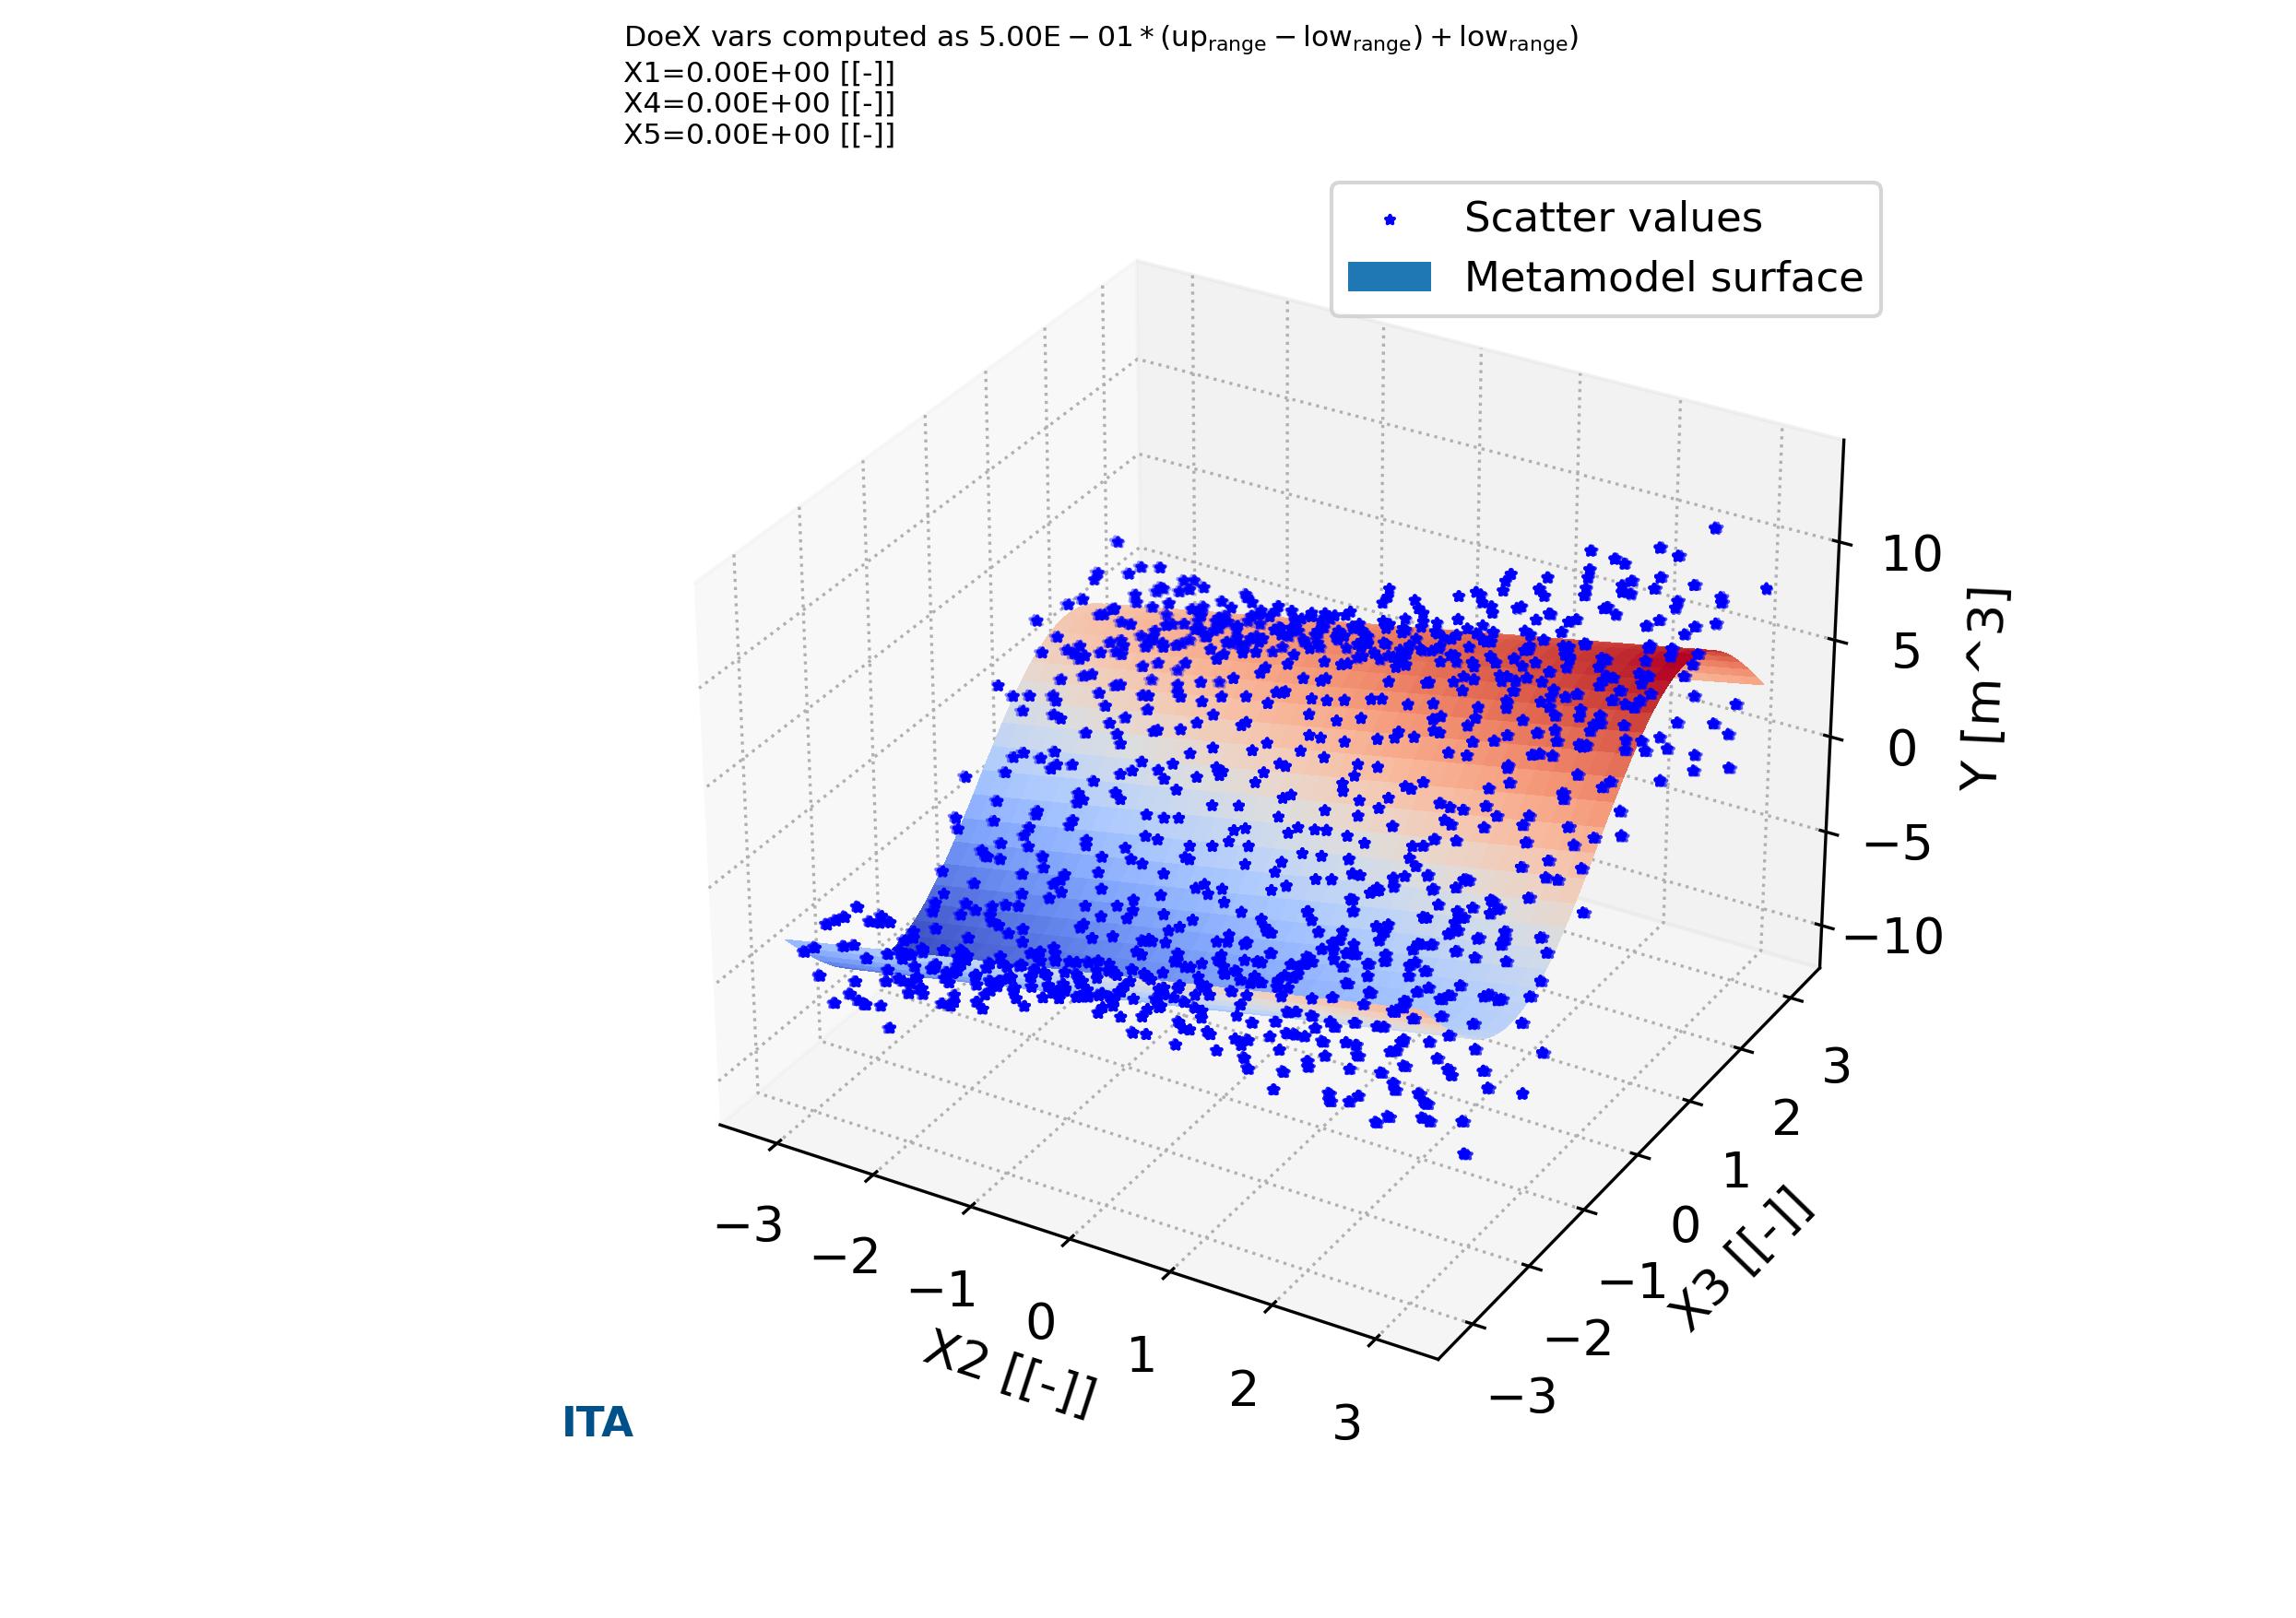 DoeX vars computed as 5.00E − 01 * (up_range − low_range) + low_range)
X1=0.00E+00 [[-]]
X4=0.00E+00 [[-]]
X5=0.00E+00 [[-]]
Scatter values
Metamodel surface
10
5
0
−5
−10
Y [m^3]
3
2
1
0
−1
−2
−3
X3 [[-]]
−3
−2
−1
0
1
2
3
X2 [[-]]
ITA